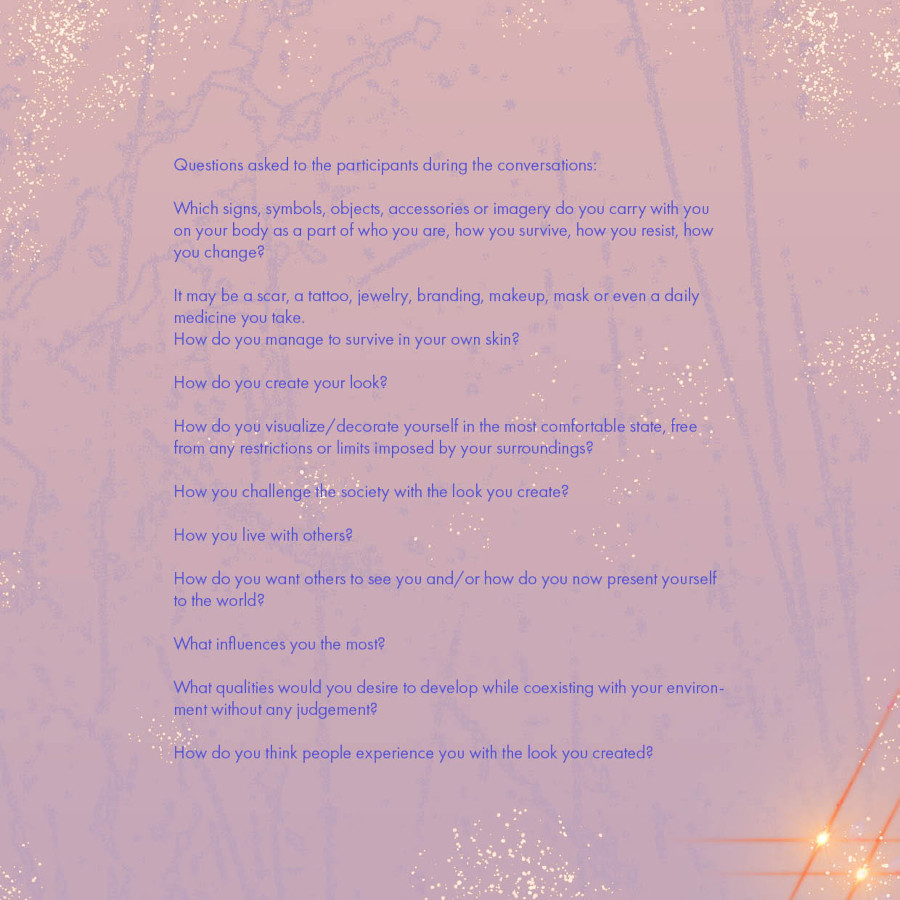 Questions asked to the participants during the conversations:
Which signs, symbols, objects, accessories or imagery do you carry with you
on your body as a part of who you are, how you survive, how you resist, how
you change?
It may be a scar, a tattoo, jewelry, branding, makeup, mask or even a daily
medicine you take.
How do you manage to survive in your own skin?
How do you create your look?
How do you visualize/decorate yourself in the most comfortable state, free
from any restrictions or limits imposed by your surroundings?
How you challenge the society with the look you create?
How you live with others?
How do you want others to see you and/or how do you now present yourself
to the world?
What influences you the most?
What qualities would you desire to develop while coexisting with your environ-
ment without any judgement?
How do you think people experience you with the look you created?